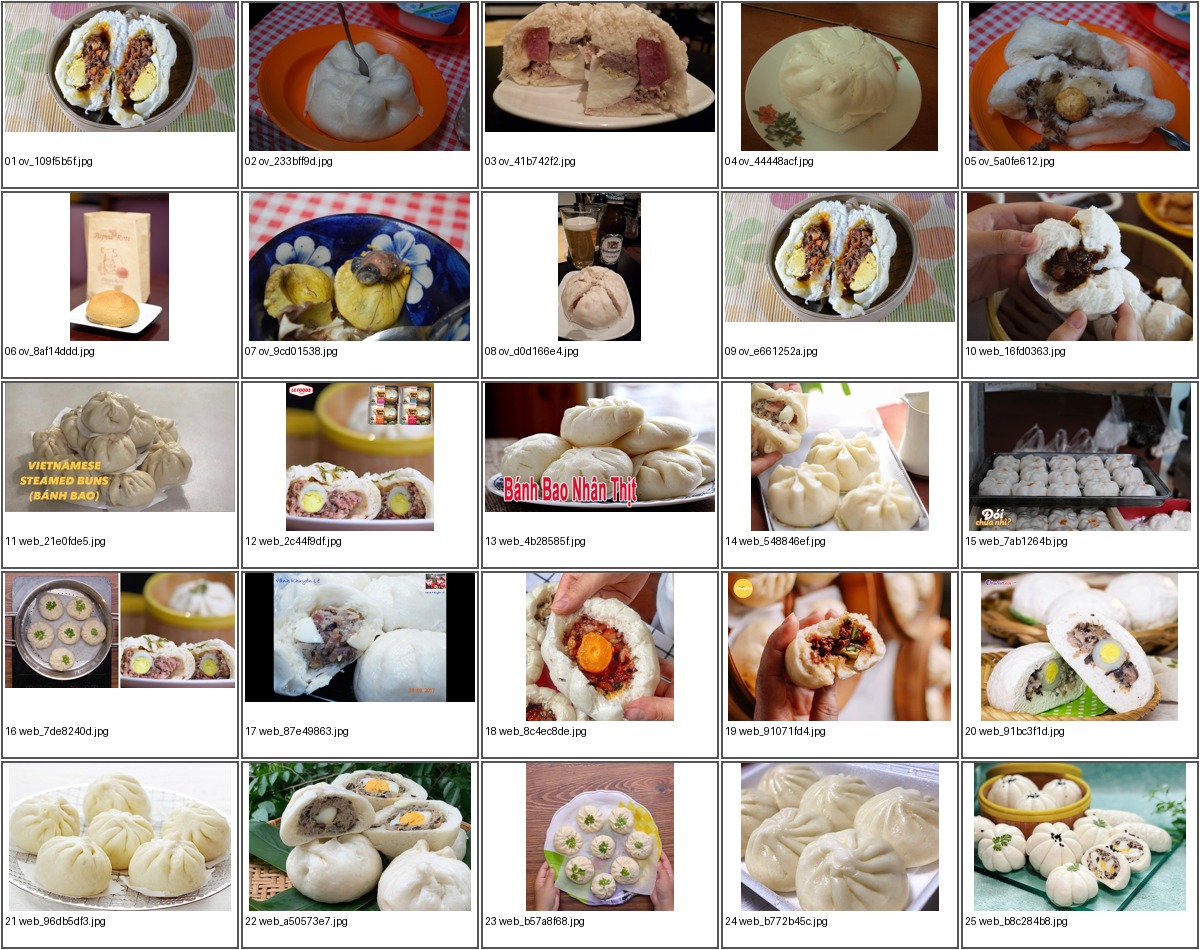 01 ov_109f5b5f.jpg
02 ov_233bff9d.jpg
03 ov_41b742f2.jpg
04 ov_44448acf.jpg
05 ov_5a0fe612.jpg
06 ov_8af14ddd.jpg
07 ov_9cd01538.jpg
08 ov_d0d166e4.jpg
09 ov_e661252a.jpg
10 web_16fd0363.jpg
VIETNAMESE
STEAMED BUNS
(BÁNH BAO)
11 web_21e0fde5.jpg
12 web_2c44f9df.jpg
Bánh Bao Nhân Thịt
13 web_4b28585f.jpg
14 web_548846ef.jpg
Đói
chưa nhỉ?
15 web_7ab1264b.jpg
16 web_7de8240d.jpg
17 web_87e49863.jpg
18 web_8c4ec8de.jpg
19 web_91071fd4.jpg
20 web_91bc3f1d.jpg
21 web_96db5df3.jpg
22 web_a50573e7.jpg
23 web_b57a8f68.jpg
24 web_b772b45c.jpg
25 web_b8c284b8.jpg